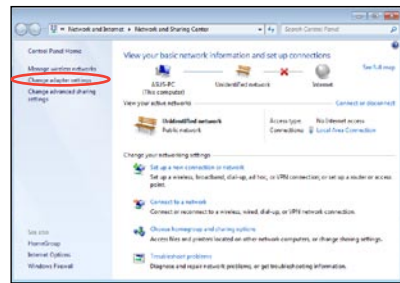 Network and Internet ▸ Network and Sharing Center
Search Control Panel
Control Panel Home
Manage wireless networks
Change adapter settings
Change advanced sharing
settings
See also
HomeGroup
Internet Options
Windows Firewall
View your basic network information and set up connections
See full map
ASUS-PC
(This computer)
Unidentified network
Internet
View your active networks
Connect or disconnect
Unidentified network
Public network
Access type: No Internet access
Connections: Local Area Connection
Change your networking settings
Set up a new connection or network
Set up a wireless, broadband, dial-up, ad hoc, or VPN connection; or set up a router or access
point.
Connect to a network
Connect or reconnect to a wireless, wired, dial-up, or VPN network connection.
Choose homegroup and sharing options
Access files and printers located on other network computers, or change sharing settings.
Troubleshoot problems
Diagnose and repair network problems, or get troubleshooting information.